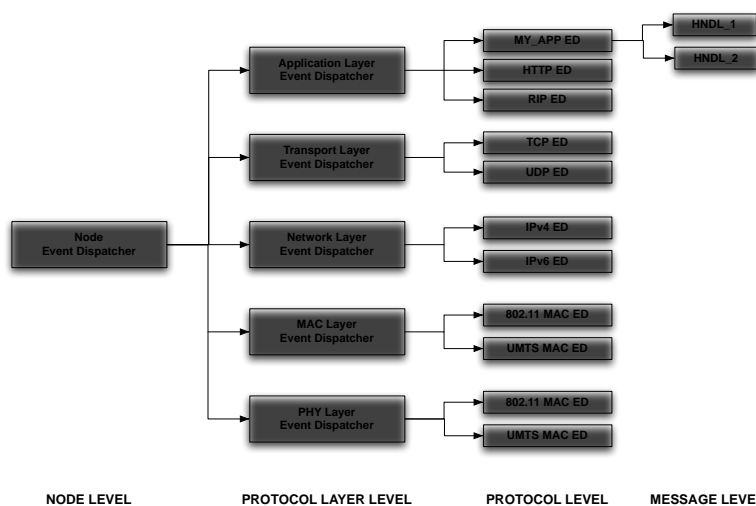 HNDL_1
MY_APP ED
HNDL_2
Application Layer
Event Dispatcher
HTTP ED
RIP ED
TCP ED
Transport Layer
Event Dispatcher
UDP ED
IPv4 ED
Node
Event Dispatcher
Network Layer
Event Dispatcher
IPv6 ED
802.11 MAC ED
MAC Layer
Event Dispatcher
UMTS MAC ED
802.11 MAC ED
PHY Layer
Event Dispatcher
UMTS MAC ED
NODE LEVEL
PROTOCOL LAYER LEVEL
PROTOCOL LEVEL
MESSAGE LEVE